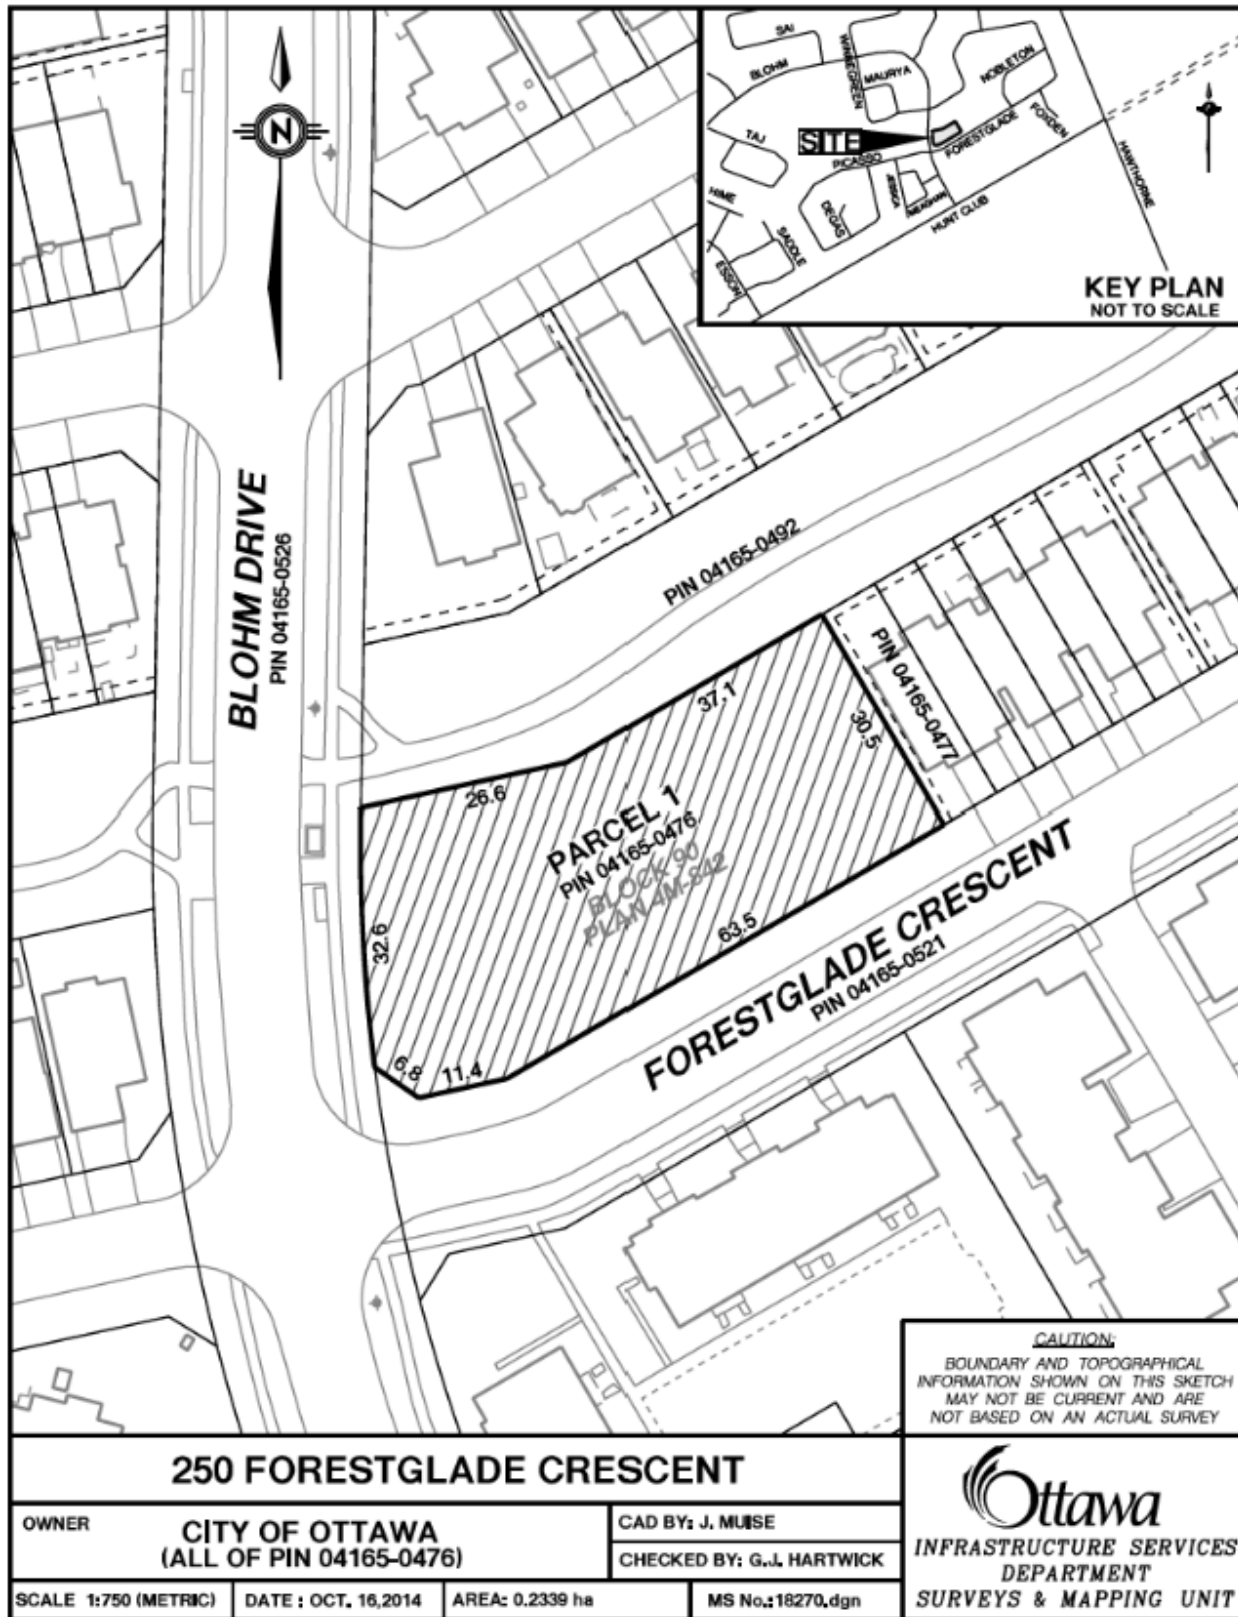 SAI
BLOHM
WINTEGREEN
MAURYA
NOBLETON
TAJ
SITE
PICASSO
FORESTGLADE
FOXDEN
HAWTHORNE
HIME
SADDLE
DEGAS
JESSICA
MEAGHAN
HUNT CLUB
ESSON
KEY PLAN
NOT TO SCALE
N
BLOHM DRIVE
PIN 04165-0526
PIN 04165-0492
PIN 04165-0477
37.1
30.5
26.6
PARCEL 1
PIN 04165-0476
BLOCK 90
PLAN 4M-842
63.5
32.6
6.8
11.4
FORESTGLADE CRESCENT
PIN 04165-0521
CAUTION:
BOUNDARY AND TOPOGRAPHICAL
INFORMATION SHOWN ON THIS SKETCH
MAY NOT BE CURRENT AND ARE
NOT BASED ON AN ACTUAL SURVEY
250 FORESTGLADE CRESCENT
OWNER
CITY OF OTTAWA
(ALL OF PIN 04165-0476)
CAD BY: J. MUISE
CHECKED BY: G.J. HARTWICK
SCALE 1:750 (METRIC)
DATE : OCT. 16,2014
AREA: 0.2339 ha
MS No.:18270.dgn
Ottawa
INFRASTRUCTURE SERVICES
DEPARTMENT
SURVEYS & MAPPING UNIT